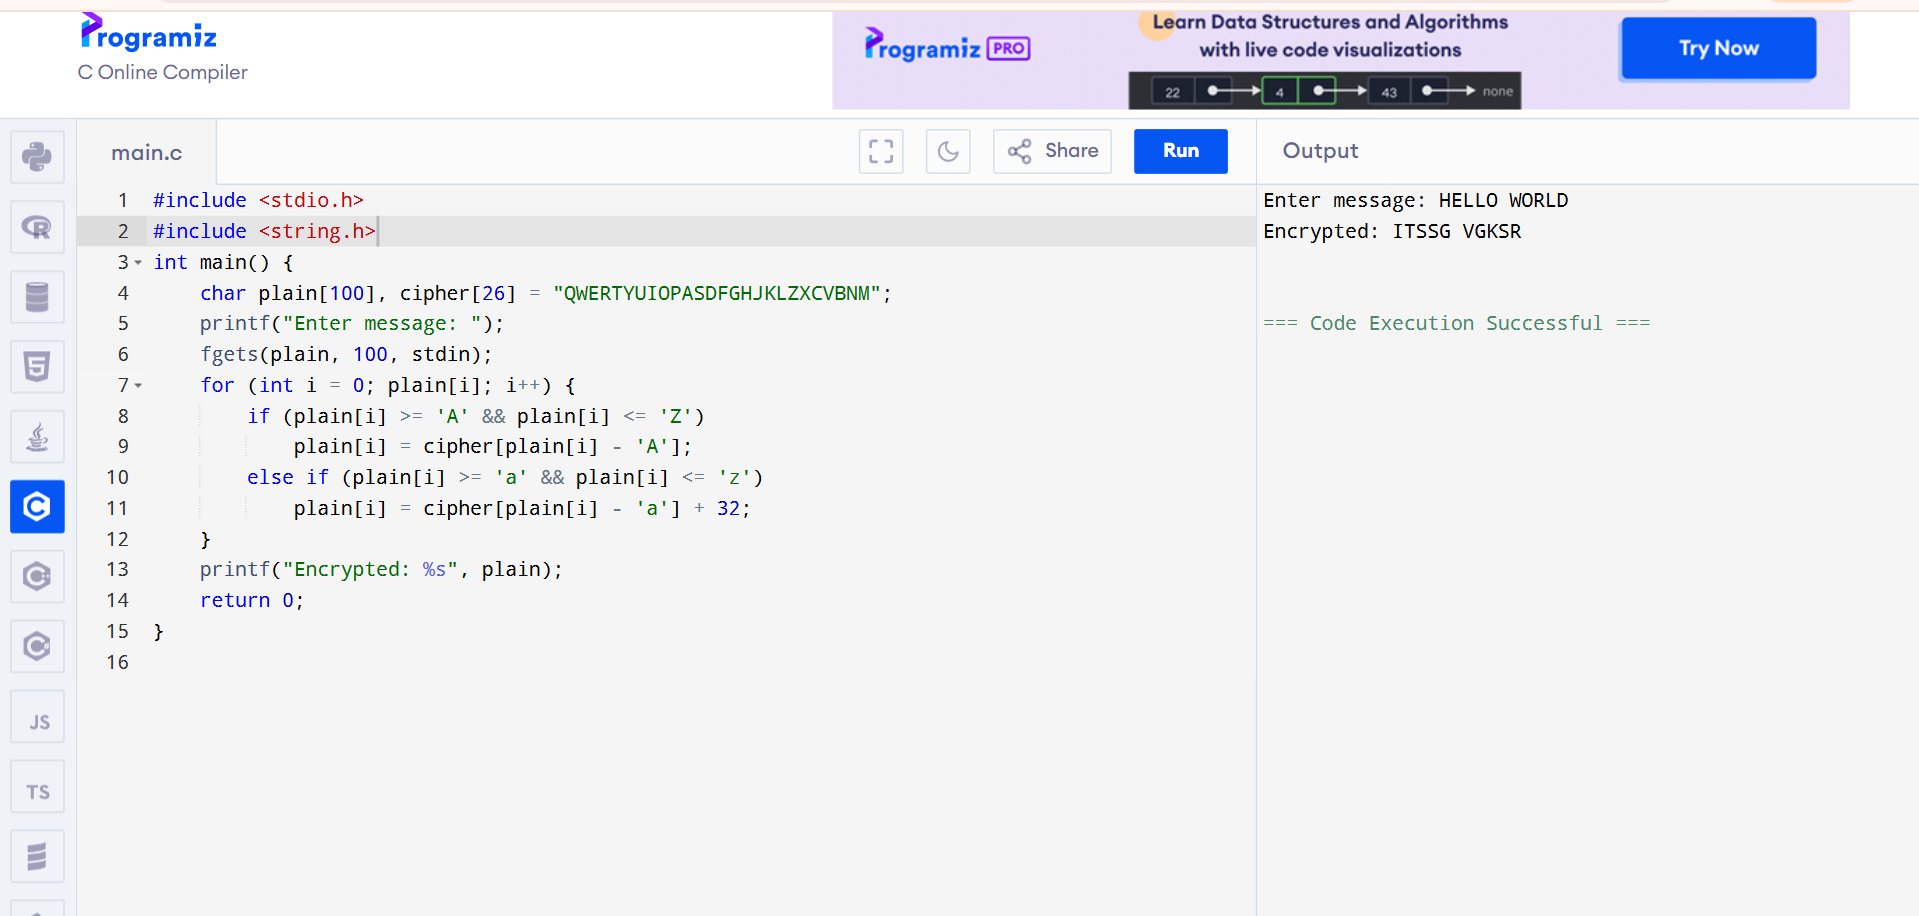 Programiz
C Online Compiler
Programiz PRO
Learn Data Structures and Algorithms
with live code visualizations
22 4 43 none
Try Now
main.c
Share
Run
Output
1 #include <stdio.h>
2 #include <string.h>
3 int main() {
4     char plain[100], cipher[26] = "QWERTYUIOPASDFGHJKLZXCVBNM";
5     printf("Enter message: ");
6     fgets(plain, 100, stdin);
7     for (int i = 0; plain[i]; i++) {
8         if (plain[i] >= 'A' && plain[i] <= 'Z')
9             plain[i] = cipher[plain[i] - 'A'];
10         else if (plain[i] >= 'a' && plain[i] <= 'z')
11             plain[i] = cipher[plain[i] - 'a'] + 32;
12     }
13     printf("Encrypted: %s", plain);
14     return 0;
15 }
16
Enter message: HELLO WORLD
Encrypted: ITSSG VGKSR
=== Code Execution Successful ===
R
5
C
C
C
JS
TS